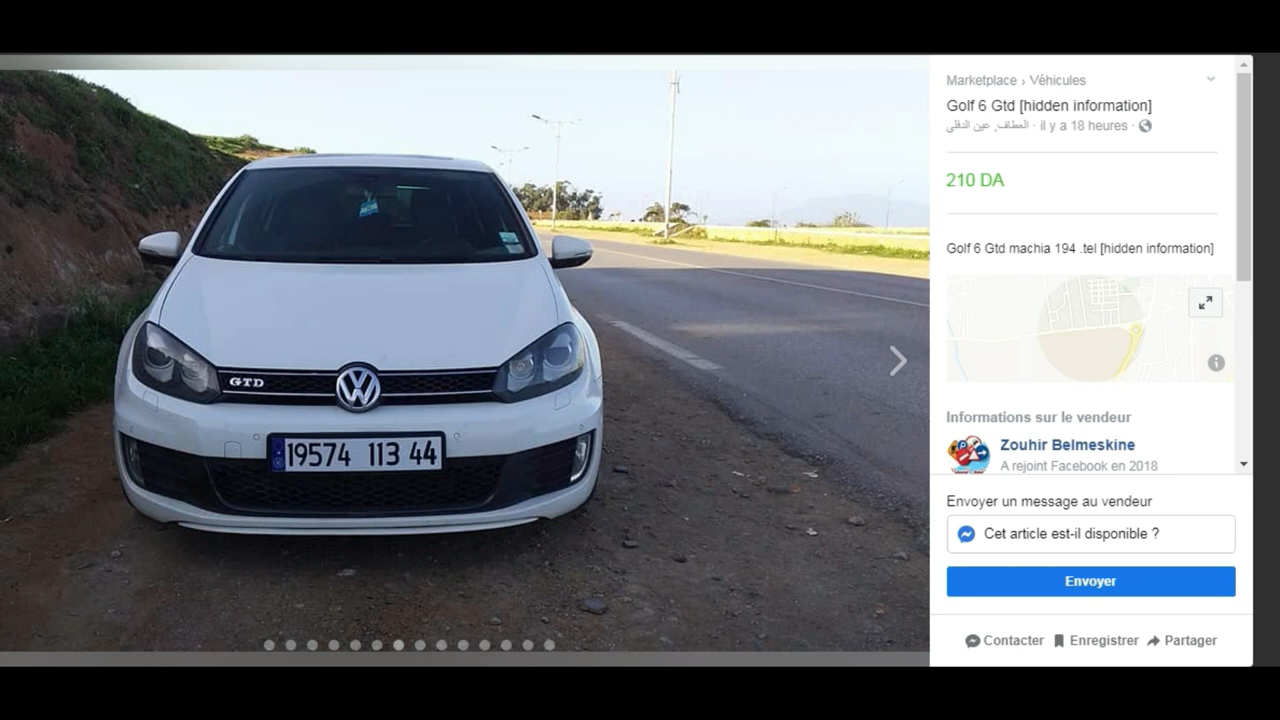 GTD
19574 113 44
Marketplace › Véhicules
Golf 6 Gtd [hidden information]
العطاف, عين الدفلى · il y a 18 heures ·
210 DA
Golf 6 Gtd machia 194 .tel [hidden information]
Informations sur le vendeur
Zouhir Belmeskine
A rejoint Facebook en 2018
Envoyer un message au vendeur
Cet article est-il disponible ?
Envoyer
Contacter Enregistrer Partager